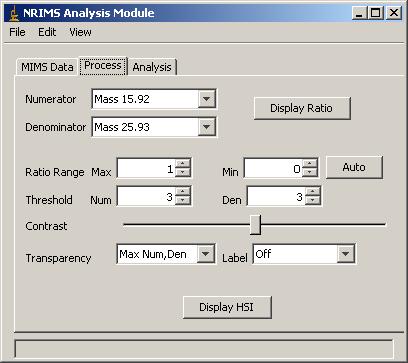 NRIMS Analysis Module
File Edit View
MIMS Data Process Analysis
Numerator Mass 15.92 Display Ratio
Denominator Mass 25.93
Ratio Range Max 1 Min 0 Auto
Threshold Num 3 Den 3
Contrast
Transparency Max Num,Den Label Off
Display HSI